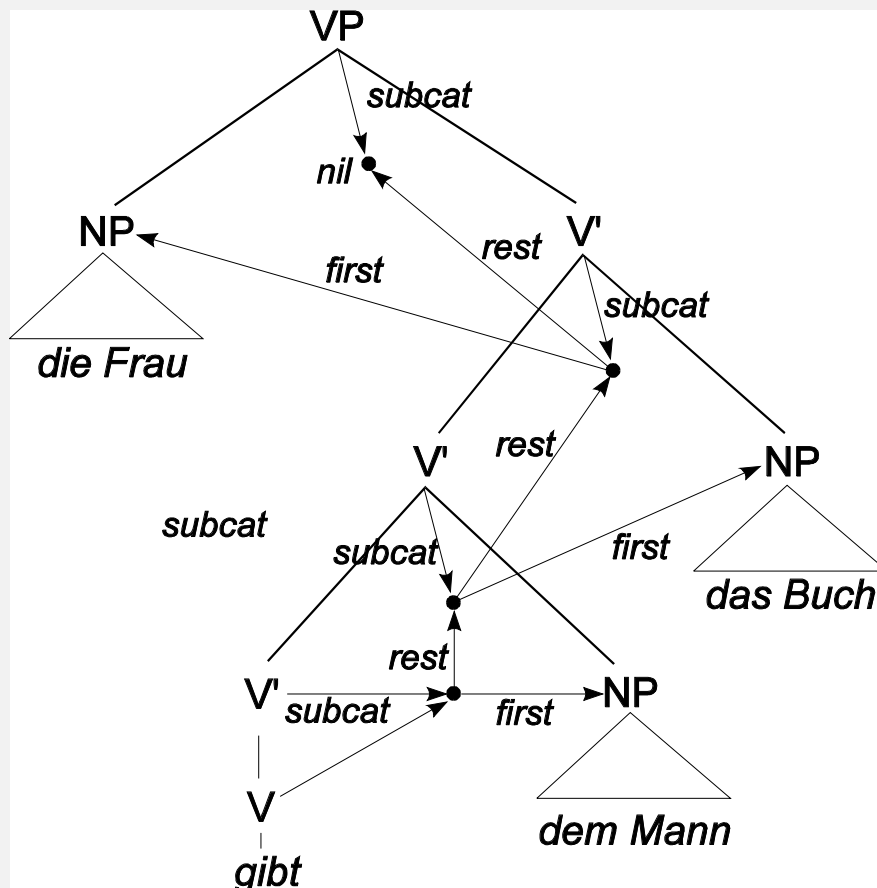 VP
subcat
nil
NP
V'
rest
first
subcat
die Frau
rest
V'
NP
subcat
subcat
first
das Buch
rest
V'
subcat
first
NP
V
dem Mann
gibt